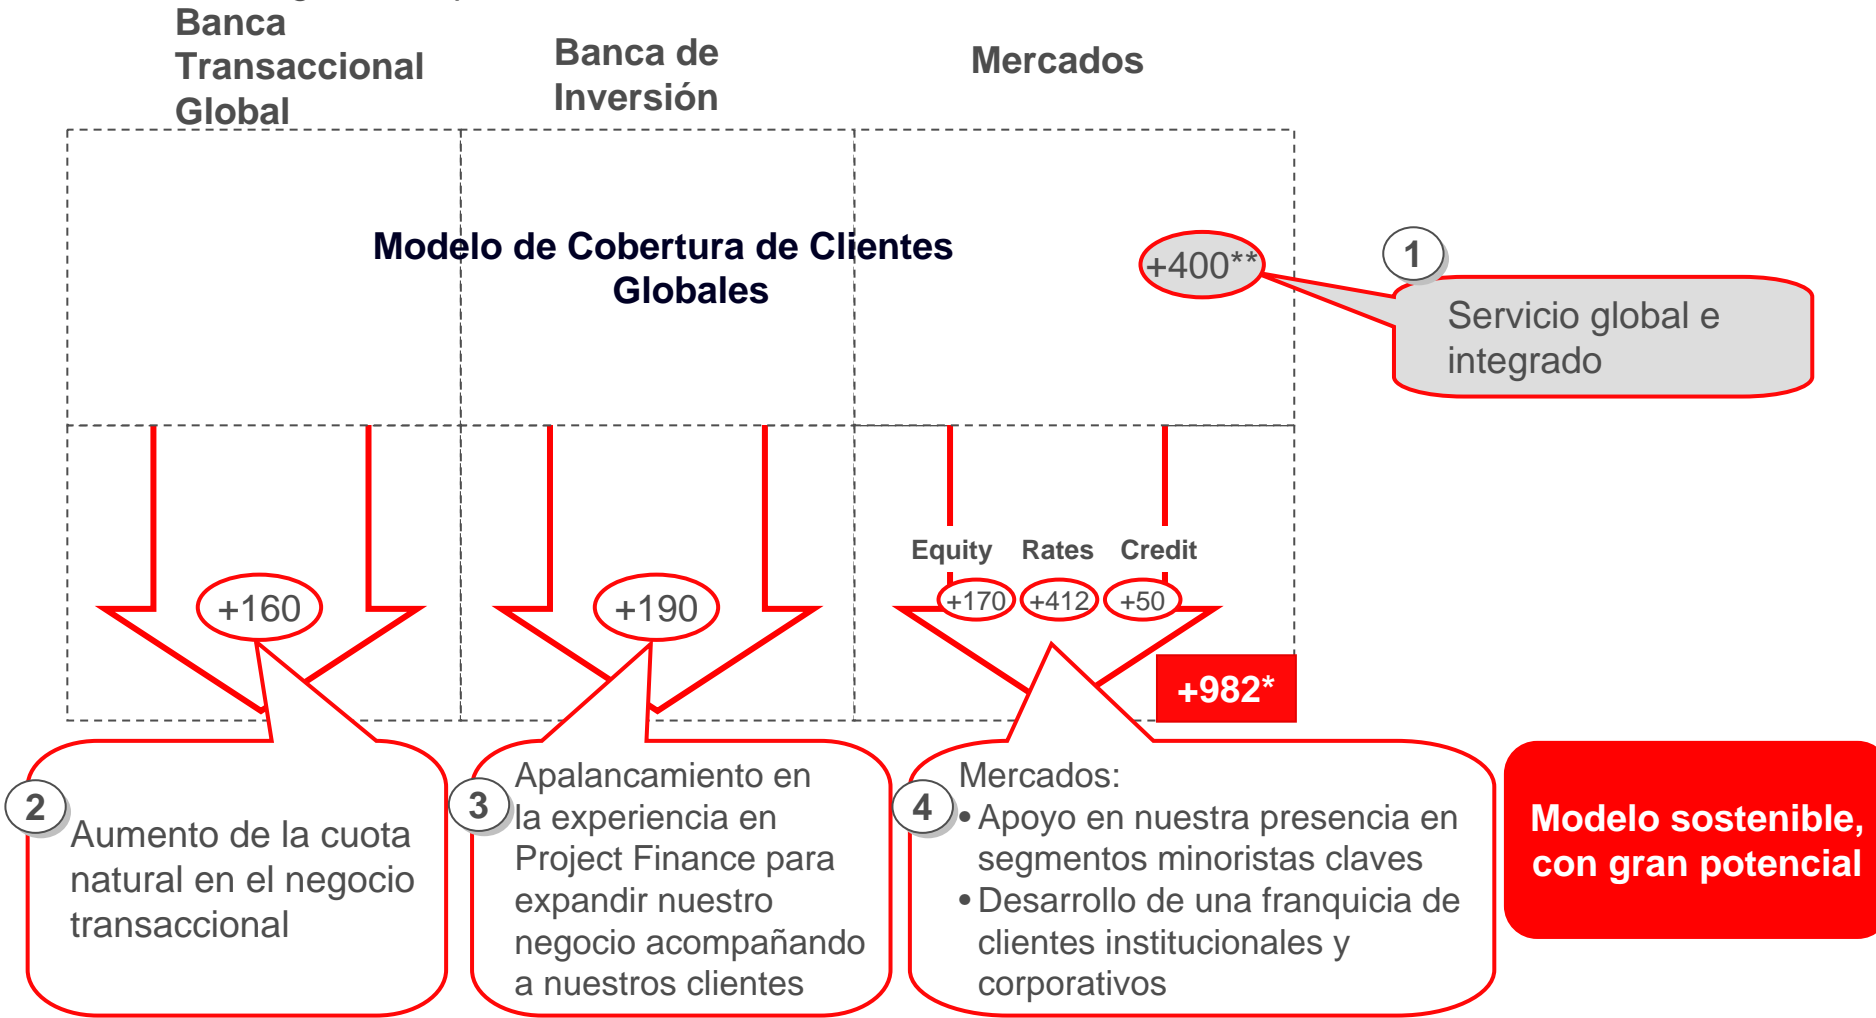 Banca
Transaccional
Global
Banca de
Inversión
Mercados
Modelo de Cobertura de Clientes
Globales
+400**
1
Servicio global e
integrado
Equity Rates Credit
+160
+190
+170 +412 +50
+982*
2
Aumento de la cuota
natural en el negocio
transaccional
3
Apalancamiento en
la experiencia en
Project Finance para
expandir nuestro
negocio acompañando
a nuestros clientes
4
Mercados:
• Apoyo en nuestra presencia en
segmentos minoristas claves
• Desarrollo de una franquicia de
clientes institucionales y
corporativos
Modelo sostenible,
con gran potencial